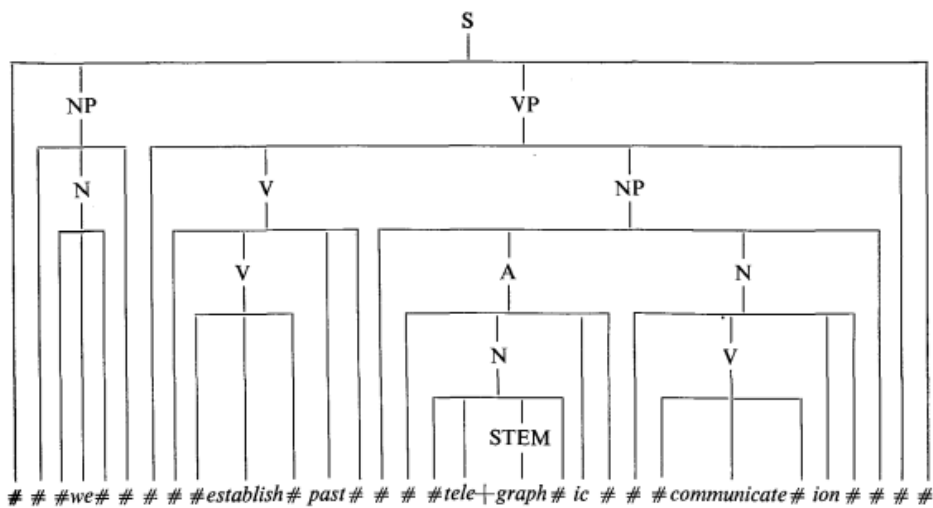 S
NP VP
N V NP
V A N
N V
STEM
# # #we# # # # #establish# past# # # #tele+graph# ic # # #communicate# ion# # # #